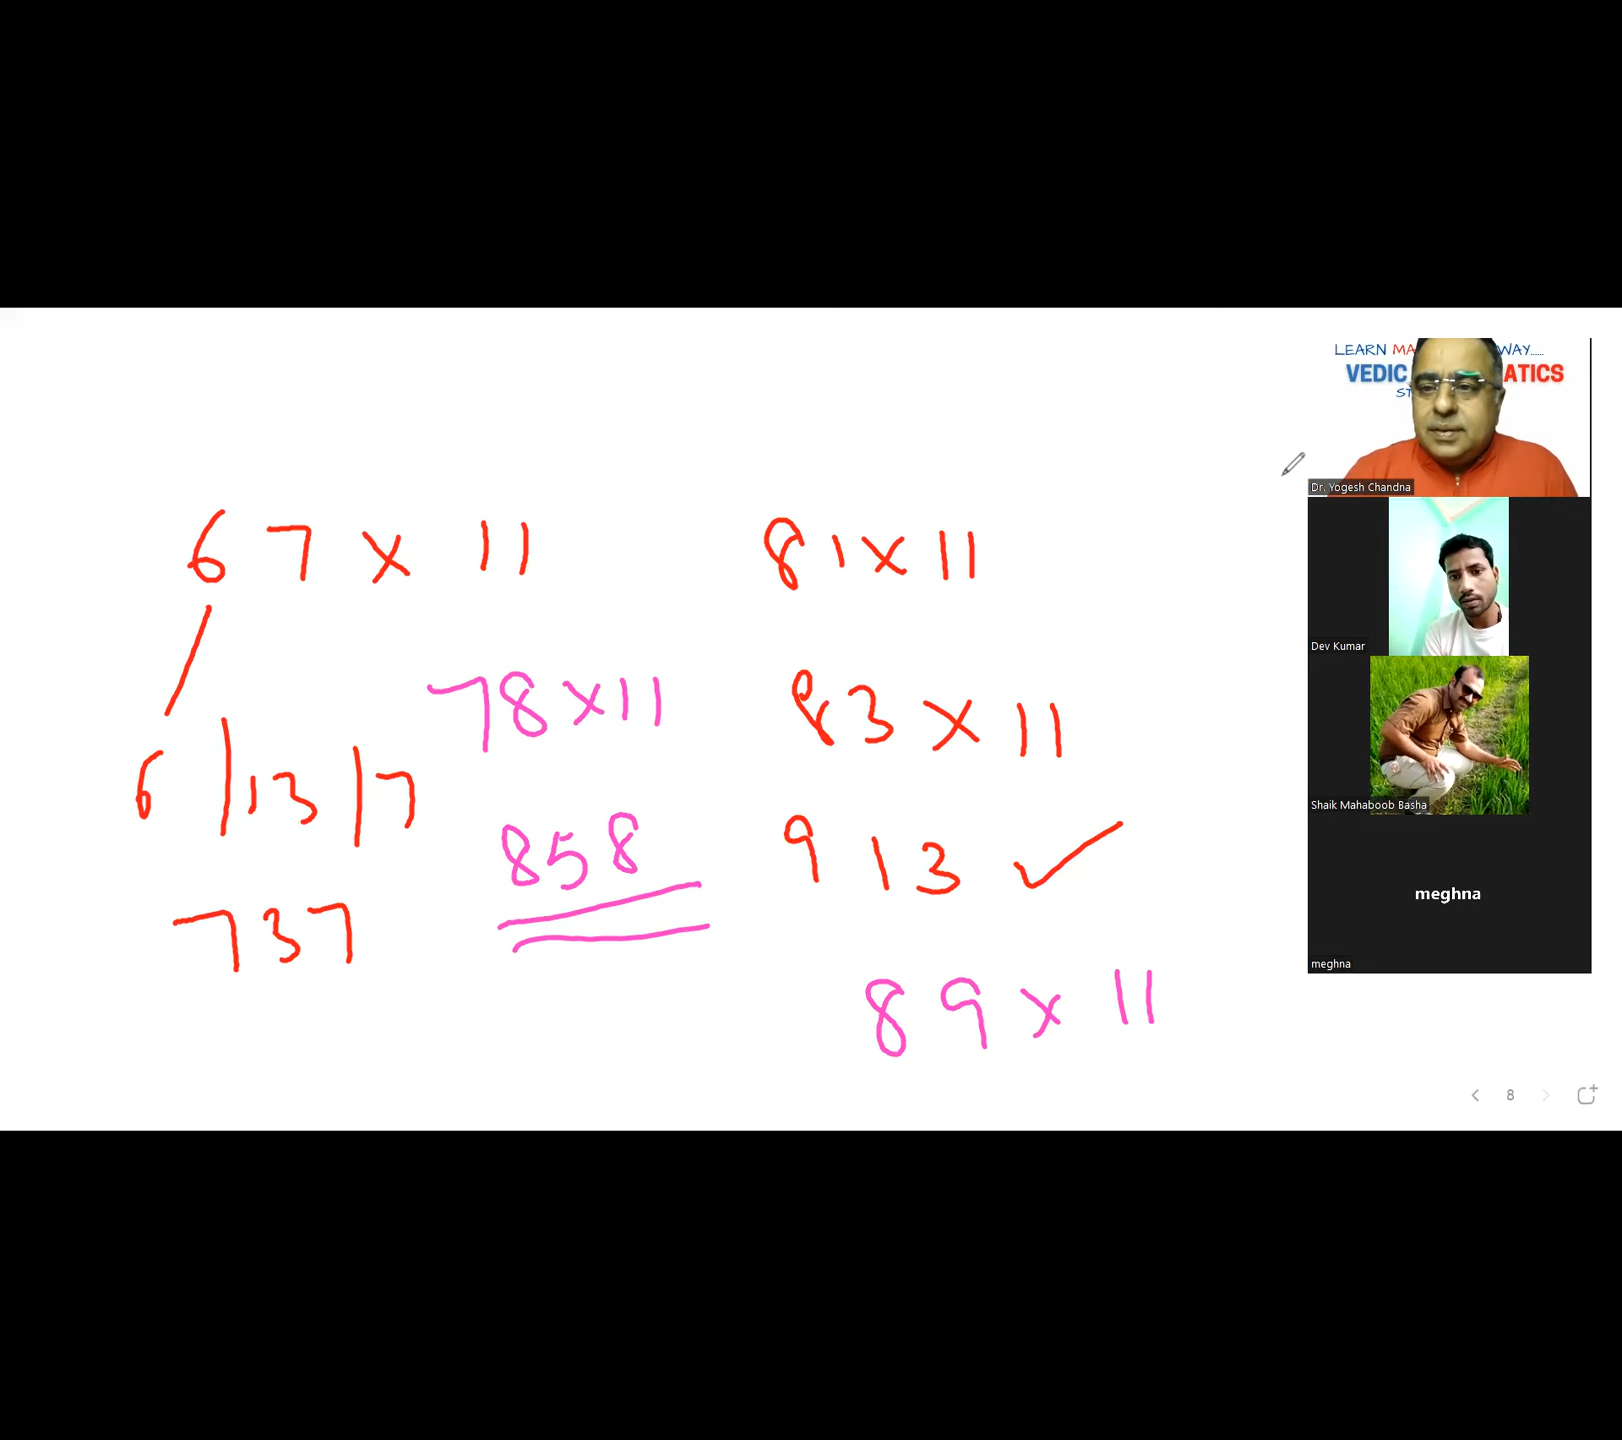 LEARN MA WAY.....
VEDIC ATICS
ST
Dr. Yogesh Chandna
67 x 11
81 x 11
Dev Kumar
78 x 11
83 x 11
6 | 13 | 7
Shaik Mahaboob Basha
858
913 ✓
meghna
737
meghna
89 x 11
8